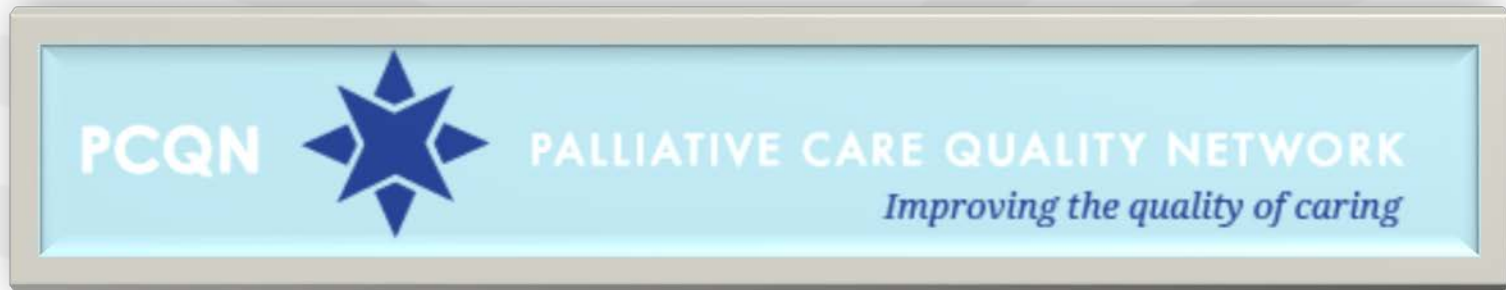 PCQN PALLIATIVE CARE QUALITY NETWORK
Improving the quality of caring